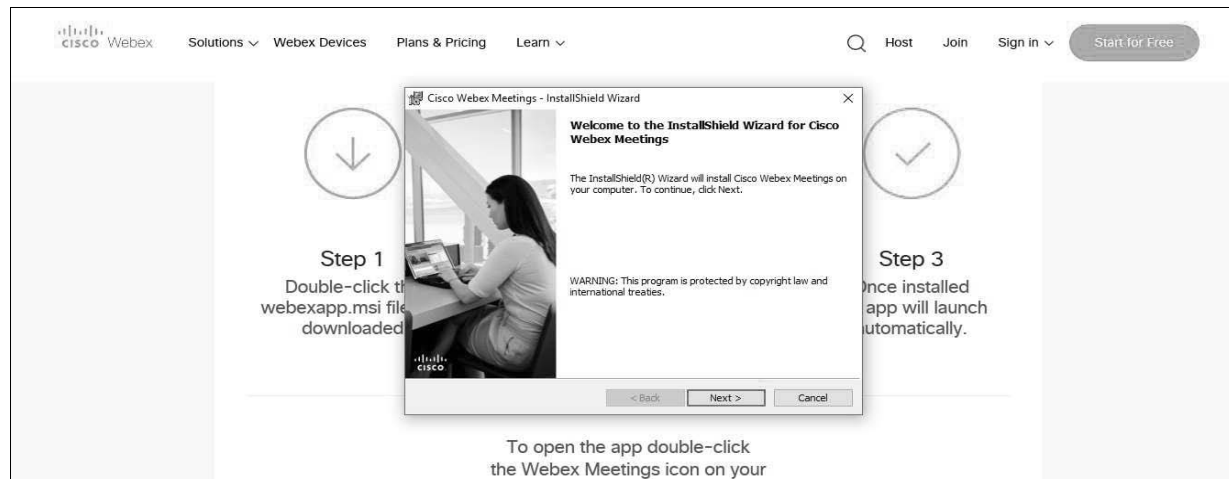 CISCO Webex
Solutions
Webex Devices
Plans & Pricing
Learn
Host
Join
Sign in
Start for Free
Cisco Webex Meetings - InstallShield Wizard
Welcome to the InstallShield Wizard for Cisco
Webex Meetings
The InstallShield(R) Wizard will install Cisco Webex Meetings on
your computer. To continue, click Next.
WARNING: This program is protected by copyright law and
international treaties.
CISCO
< Back
Next >
Cancel
Step 1
Double-click
webexapp.msi
downloaded
Step 3
installed
app will launch
To open the app double-click
the Webex Meetings icon on your